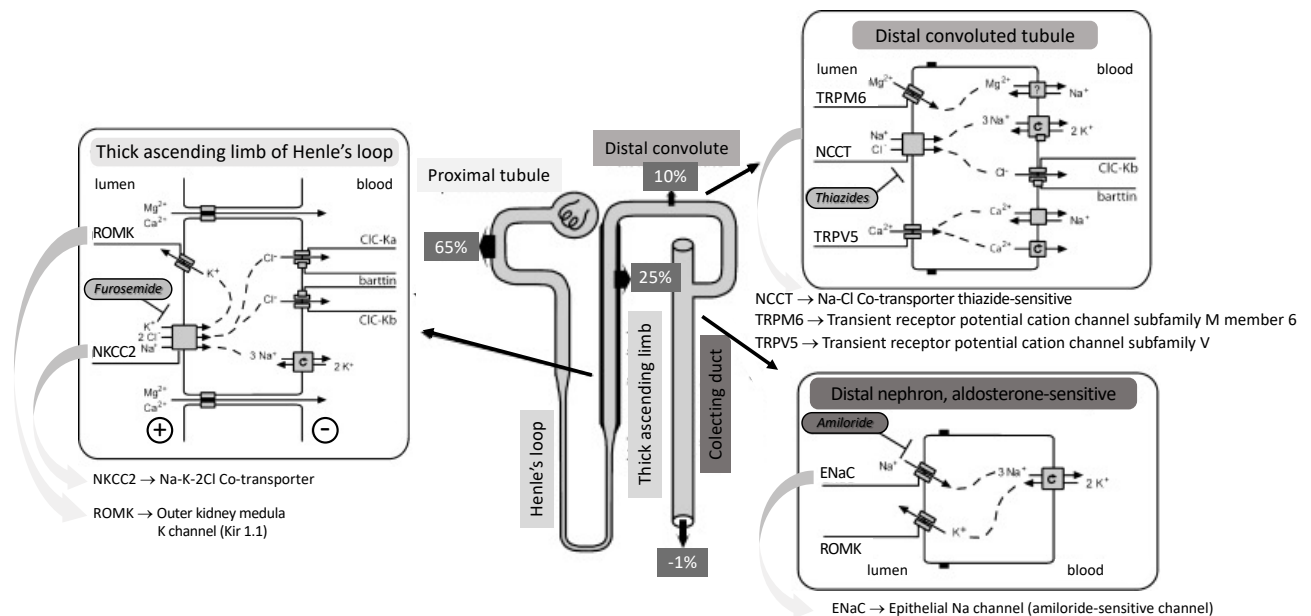 Thick ascending limb of Henle's loop
lumen
blood
Mg²⁺
Ca²⁺
ROMK
ClC-Ka
K⁺
Cl⁻
barttin
Furosemide
Cl⁻
ClC-Kb
K⁺
2 Cl⁻
Na⁺
NKCC2
3 Na⁺
2 K⁺
Mg²⁺
Ca²⁺
+
−
NKCC2 → Na-K-2Cl Co-transporter
ROMK → Outer kidney medula
K channel (Kir 1.1)
Proximal tubule
65%
Distal convolute
10%
25%
Henle's loop
Thick ascending limb
Colecting duct
-1%
Distal convoluted tubule
lumen
blood
Mg²⁺
Mg²⁺
?
Na⁺
TRPM6
3 Na⁺
2 K⁺
Na⁺
Cl⁻
NCCT
Cl⁻
ClC-Kb
barttin
Thiazides
Ca²⁺
Na⁺
Ca²⁺
TRPV5
Ca²⁺
NCCT → Na-Cl Co-transporter thiazide-sensitive
TRPM6 → Transient receptor potential cation channel subfamily M member 6
TRPV5 → Transient receptor potential cation channel subfamily V
Distal nephron, aldosterone-sensitive
Amiloride
Na⁺
ENaC
3Na⁺
2 K⁺
K⁺
ROMK
lumen
blood
ENaC → Epithelial Na channel (amiloride-sensitive channel)